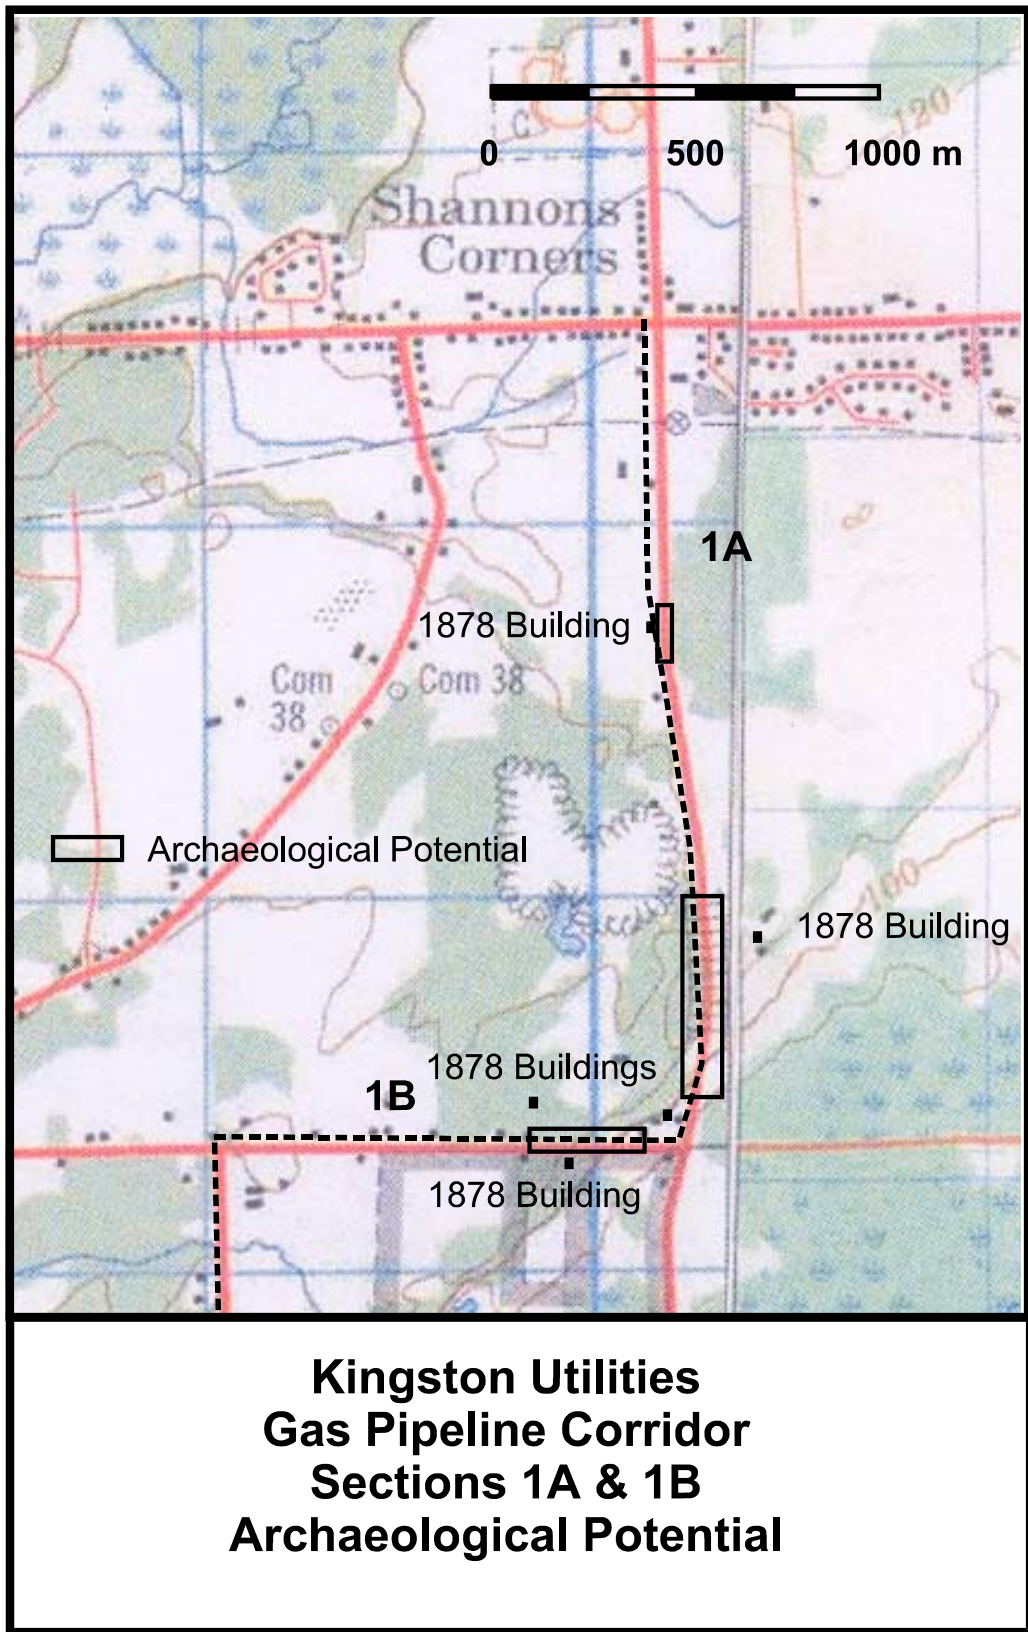 C
120
0 500 1000 m
Shannons
Corners
1A
1878 Building
Com
38
Com 38
Archaeological Potential
100
1878 Building
1878 Buildings
1B
1878 Building
Kingston Utilities
Gas Pipeline Corridor
Sections 1A & 1B
Archaeological Potential